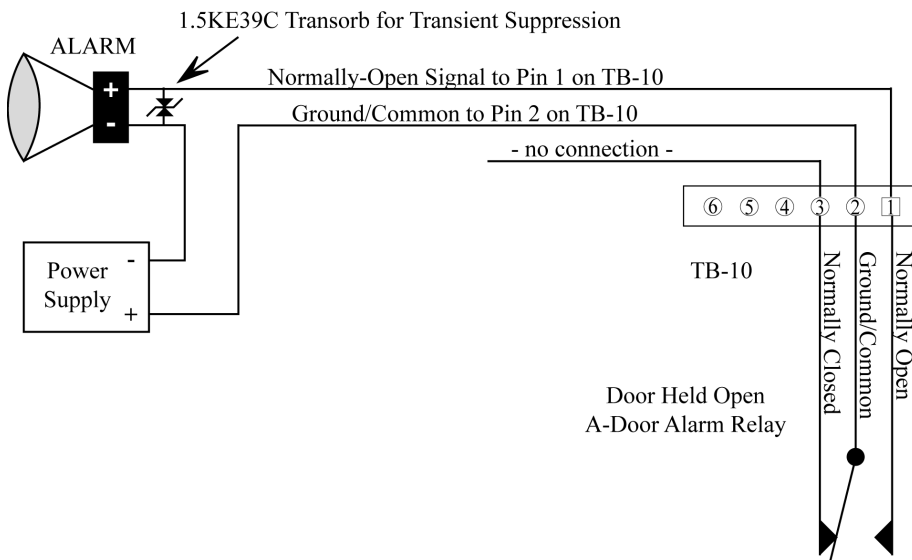 1.5KE39C Transorb for Transient Suppression
ALARM
Normally-Open Signal to Pin 1 on TB-10
+
-
Ground/Common to Pin 2 on TB-10
- no connection -
6 5 4 3 2 1
Power
Supply
-
+
TB-10
Normally Closed
Ground/Common
Normally Open
Door Held Open
A-Door Alarm Relay